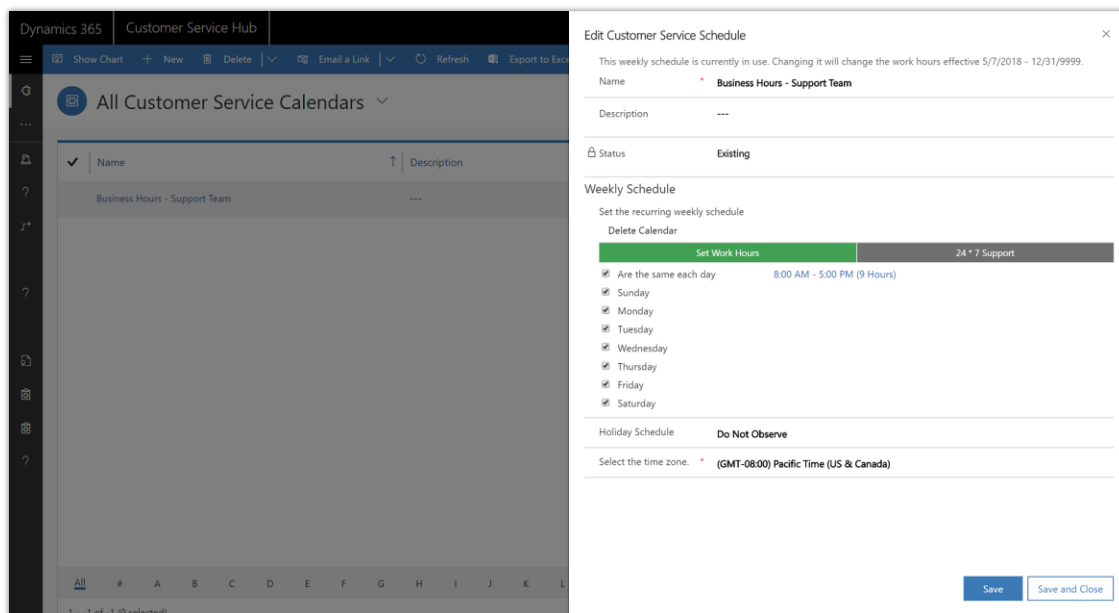 Dynamics 365 Customer Service Hub
Show Chart + New Delete Email a Link Refresh Export to Exce
All Customer Service Calendars
Name ↑ Description
Business Hours - Support Team ---
All # A B C D E F G H I J K L
Edit Customer Service Schedule
This weekly schedule is currently in use. Changing it will change the work hours effective 5/7/2018 - 12/31/9999.
Name * Business Hours - Support Team
Description ---
Status Existing
Weekly Schedule
Set the recurring weekly schedule
Delete Calendar
Set Work Hours 24 * 7 Support
Are the same each day 8:00 AM - 5:00 PM (9 Hours)
Sunday
Monday
Tuesday
Wednesday
Thursday
Friday
Saturday
Holiday Schedule Do Not Observe
Select the time zone. * (GMT-08:00) Pacific Time (US & Canada)
Save Save and Close